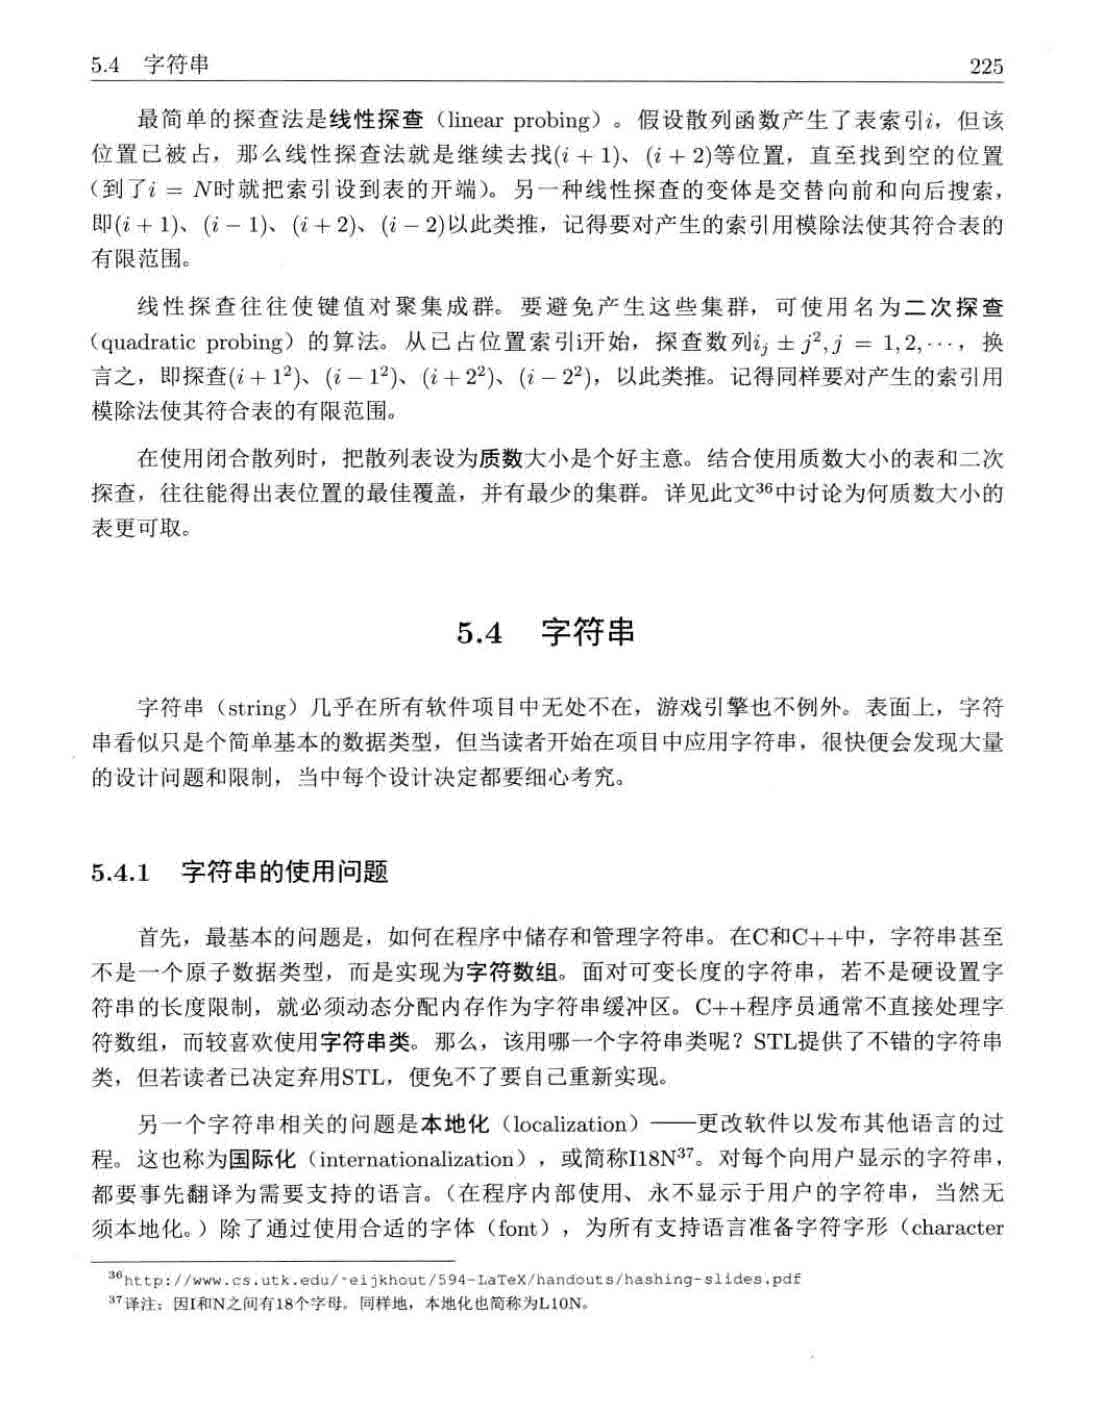 5.4 字符串 225
最简单的探查法是线性探查（linear probing）。假设散列函数产生了表索引i，但该
位置已被占，那么线性探查法就是继续去找(i + 1)、(i + 2)等位置，直至找到空的位置
（到了i = N时就把索引设到表的开端）。另一种线性探查的变体是交替向前和向后搜索，
即(i + 1)、(i − 1)、(i + 2)、(i − 2)以此类推，记得要对产生的索引用模除法使其符合表的
有限范围。
线性探查往往使键值对聚集成群。要避免产生这些集群，可使用名为二次探查
（quadratic probing）的算法。从已占位置索引i开始，探查数列i_j ± j², j = 1, 2, ⋯，换
言之，即探查(i + 1²)、(i − 1²)、(i + 2²)、(i − 2²)，以此类推。记得同样要对产生的索引用
模除法使其符合表的有限范围。
在使用闭合散列时，把散列表设为质数大小是个好主意。结合使用质数大小的表和二次
探查，往往能得出表位置的最佳覆盖，并有最少的集群。详见此文³⁶中讨论为何质数大小的
表更可取。
5.4 字符串
字符串（string）几乎在所有软件项目中无处不在，游戏引擎也不例外。表面上，字符
串看似只是个简单基本的数据类型，但当读者开始在项目中应用字符串，很快便会发现大量
的设计问题和限制，当中每个设计决定都要细心考究。
5.4.1 字符串的使用问题
首先，最基本的问题是，如何在程序中储存和管理字符串。在C和C++中，字符串甚至
不是一个原子数据类型，而是实现为字符数组。面对可变长度的字符串，若不是硬设置字
符串的长度限制，就必须动态分配内存作为字符串缓冲区。C++程序员通常不直接处理字
符数组，而较喜欢使用字符串类。那么，该用哪一个字符串类呢？STL提供了不错的字符串
类，但若读者已决定弃用STL，便免不了要自己重新实现。
另一个字符串相关的问题是本地化（localization）——更改软件以发布其他语言的过
程。这也称为国际化（internationalization），或简称I18N³⁷。对每个向用户显示的字符串，
都要事先翻译为需要支持的语言。（在程序内部使用、永不显示于用户的字符串，当然无
须本地化。）除了通过使用合适的字体（font），为所有支持语言准备字符字形（character
³⁶http://www.cs.utk.edu/~eijkhout/594-LaTeX/handouts/hashing-slides.pdf
³⁷译注：因I和N之间有18个字母。同样地，本地化也简称为L10N。